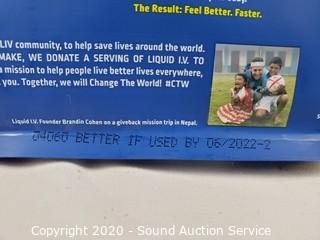 The Result: Feel Better. Faster.
LIV community, to help save lives around the world.
MAKE, WE DONATE A SERVING OF LIQUID I.V. TO
a mission to help people live better lives everywhere,
you. Together, we will Change The World! #CTW
Liquid I.V. Founder Brandin Cohen on a giveback mission trip in Nepal.
04060 BETTER IF USED BY 06/2022-2
Copyright 2020 - Sound Auction Service